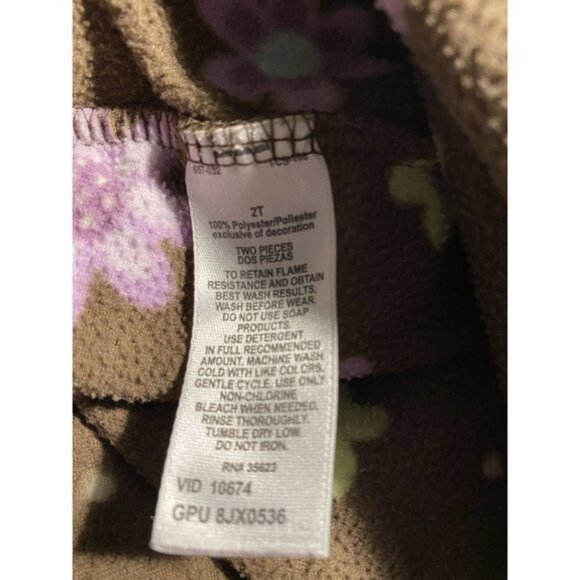 657-032
2T
100% Polyester/Poliester
exclusive of decoration
TWO PIECES
DOS PIEZAS
TO RETAIN FLAME
RESISTANCE AND OBTAIN
BEST WASH RESULTS,
WASH BEFORE WEAR.
DO NOT USE SOAP
PRODUCTS.
USE DETERGENT
IN FULL RECOMMENDED
AMOUNT. MACHINE WASH
COLD WITH LIKE COLORS.
GENTLE CYCLE. USE ONLY
NON-CHLORINE
BLEACH WHEN NEEDED.
RINSE THOROUGHLY.
TUMBLE DRY LOW.
DO NOT IRON.
RN# 35623
VID 10674
GPU 8JX0536